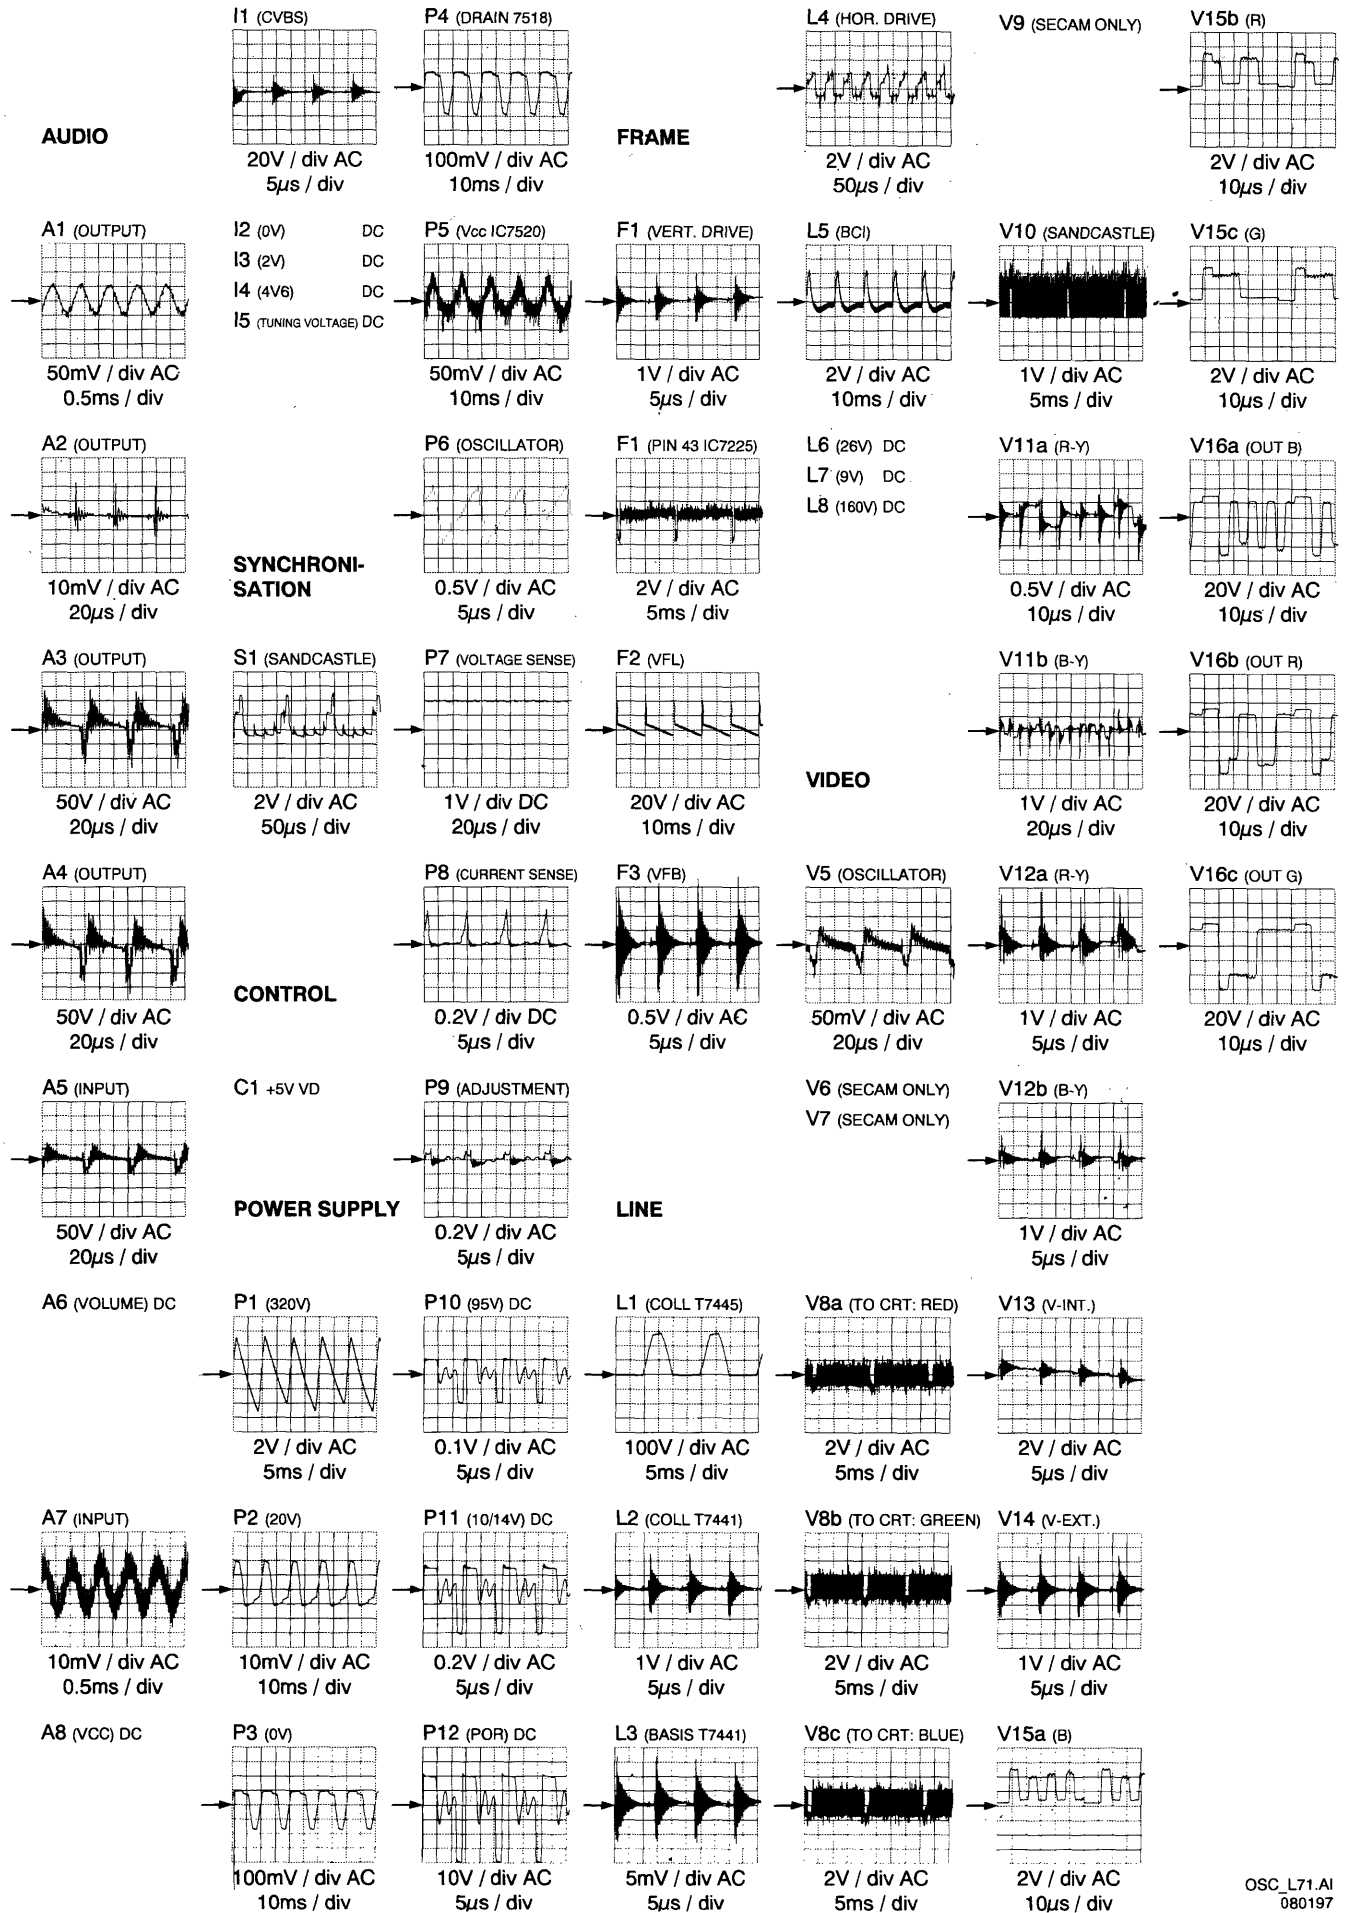 I1 (CVBS)
20V / div AC
5µs / div
P4 (DRAIN 7518)
100mV / div AC
10ms / div
L4 (HOR. DRIVE)
2V / div AC
50µs / div
V9 (SECAM ONLY)
V15b (R)
2V / div AC
10µs / div
AUDIO
FRAME
A1 (OUTPUT)
50mV / div AC
0.5ms / div
I2 (0V) DC
I3 (2V) DC
I4 (4V6) DC
I5 (TUNING VOLTAGE) DC
P5 (Vcc IC7520)
50mV / div AC
10ms / div
F1 (VERT. DRIVE)
1V / div AC
5µs / div
L5 (BCI)
2V / div AC
10ms / div
V10 (SANDCASTLE)
1V / div AC
5ms / div
V15c (G)
2V / div AC
10µs / div
A2 (OUTPUT)
10mV / div AC
20µs / div
SYNCHRONI-
SATION
P6 (OSCILLATOR)
0.5V / div AC
5µs / div
F1 (PIN 43 IC7225)
2V / div AC
5ms / div
L6 (26V) DC
L7 (9V) DC
L8 (160V) DC
V11a (R-Y)
0.5V / div AC
10µs / div
V16a (OUT B)
20V / div AC
10µs / div
A3 (OUTPUT)
50V / div AC
20µs / div
S1 (SANDCASTLE)
2V / div AC
50µs / div
P7 (VOLTAGE SENSE)
1V / div DC
20µs / div
F2 (VFL)
20V / div AC
10ms / div
VIDEO
V11b (B-Y)
1V / div AC
20µs / div
V16b (OUT R)
20V / div AC
10µs / div
A4 (OUTPUT)
50V / div AC
20µs / div
CONTROL
P8 (CURRENT SENSE)
0.2V / div DC
5µs / div
F3 (VFB)
0.5V / div AC
5µs / div
V5 (OSCILLATOR)
50mV / div AC
20µs / div
V12a (R-Y)
1V / div AC
5µs / div
V16c (OUT G)
20V / div AC
10µs / div
A5 (INPUT)
50V / div AC
20µs / div
C1 +5V VD
POWER SUPPLY
P9 (ADJUSTMENT)
0.2V / div AC
5µs / div
LINE
V6 (SECAM ONLY)
V7 (SECAM ONLY)
V12b (B-Y)
1V / div AC
5µs / div
A6 (VOLUME) DC
P1 (320V)
2V / div AC
5ms / div
P10 (95V) DC
0.1V / div AC
5µs / div
L1 (COLL T7445)
100V / div AC
5ms / div
V8a (TO CRT: RED)
2V / div AC
5ms / div
V13 (V-INT.)
2V / div AC
5µs / div
A7 (INPUT)
10mV / div AC
0.5ms / div
P2 (20V)
10mV / div AC
10ms / div
P11 (10/14V) DC
0.2V / div AC
5µs / div
L2 (COLL T7441)
1V / div AC
5µs / div
V8b (TO CRT: GREEN)
2V / div AC
5ms / div
V14 (V-EXT.)
1V / div AC
5µs / div
A8 (VCC) DC
P3 (0V)
100mV / div AC
10ms / div
P12 (POR) DC
10V / div AC
5µs / div
L3 (BASIS T7441)
5mV / div AC
5µs / div
V8c (TO CRT: BLUE)
2V / div AC
5ms / div
V15a (B)
2V / div AC
10µs / div
OSC_L71.AI
080197